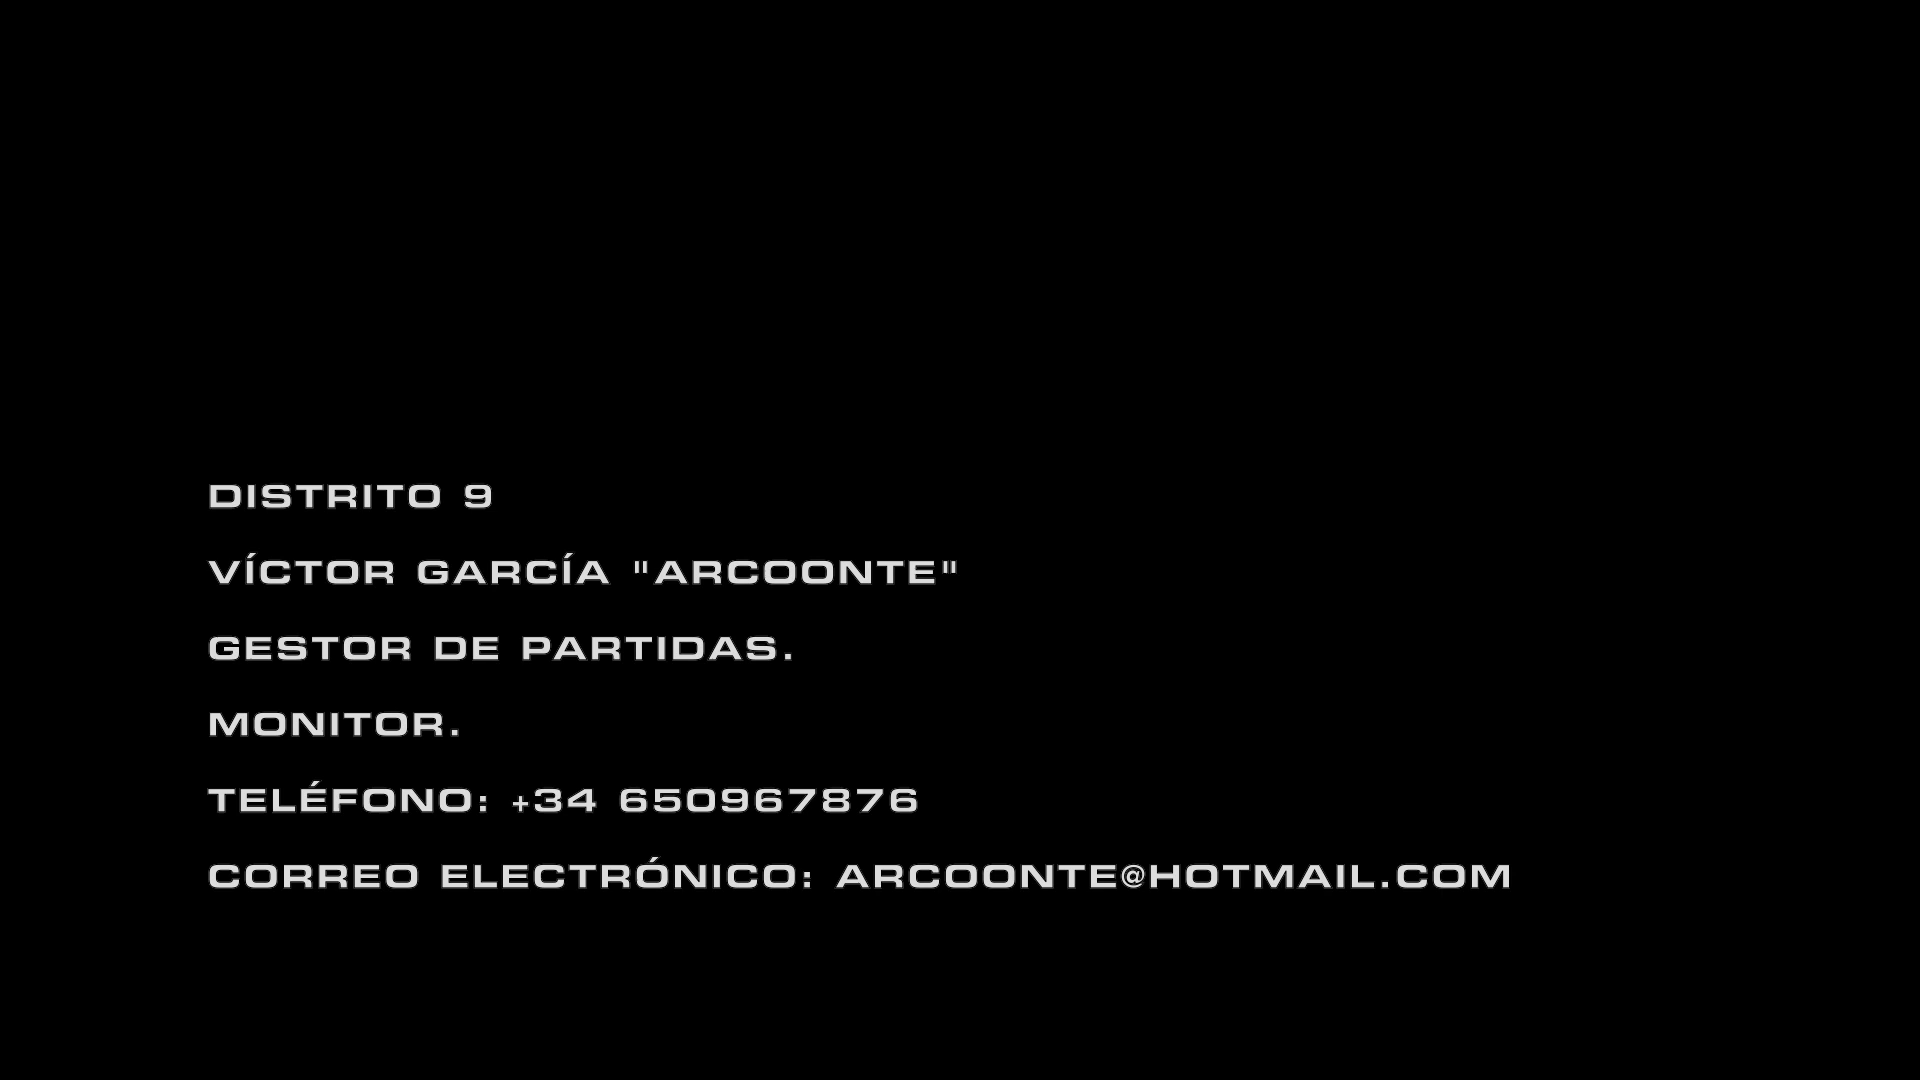 DISTRITO 9
VÍCTOR GARCÍA "ARCOONTE"
GESTOR DE PARTIDAS.
MONITOR.
TELÉFONO: +34 650967876
CORREO ELECTRÓNICO: ARCOONTE@HOTMAIL.COM